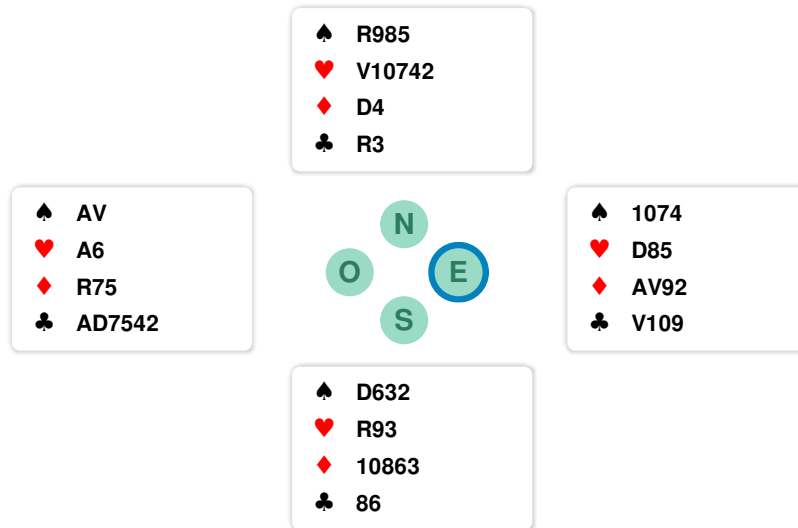 ♠ R985
♥ V10742
♦ D4
♣ R3
♠ AV
♥ A6
♦ R75
♣ AD7542
N
O
E
S
♠ 1074
♥ D85
♦ AV92
♣ V109
♠ D632
♥ R93
♦ 10863
♣ 86